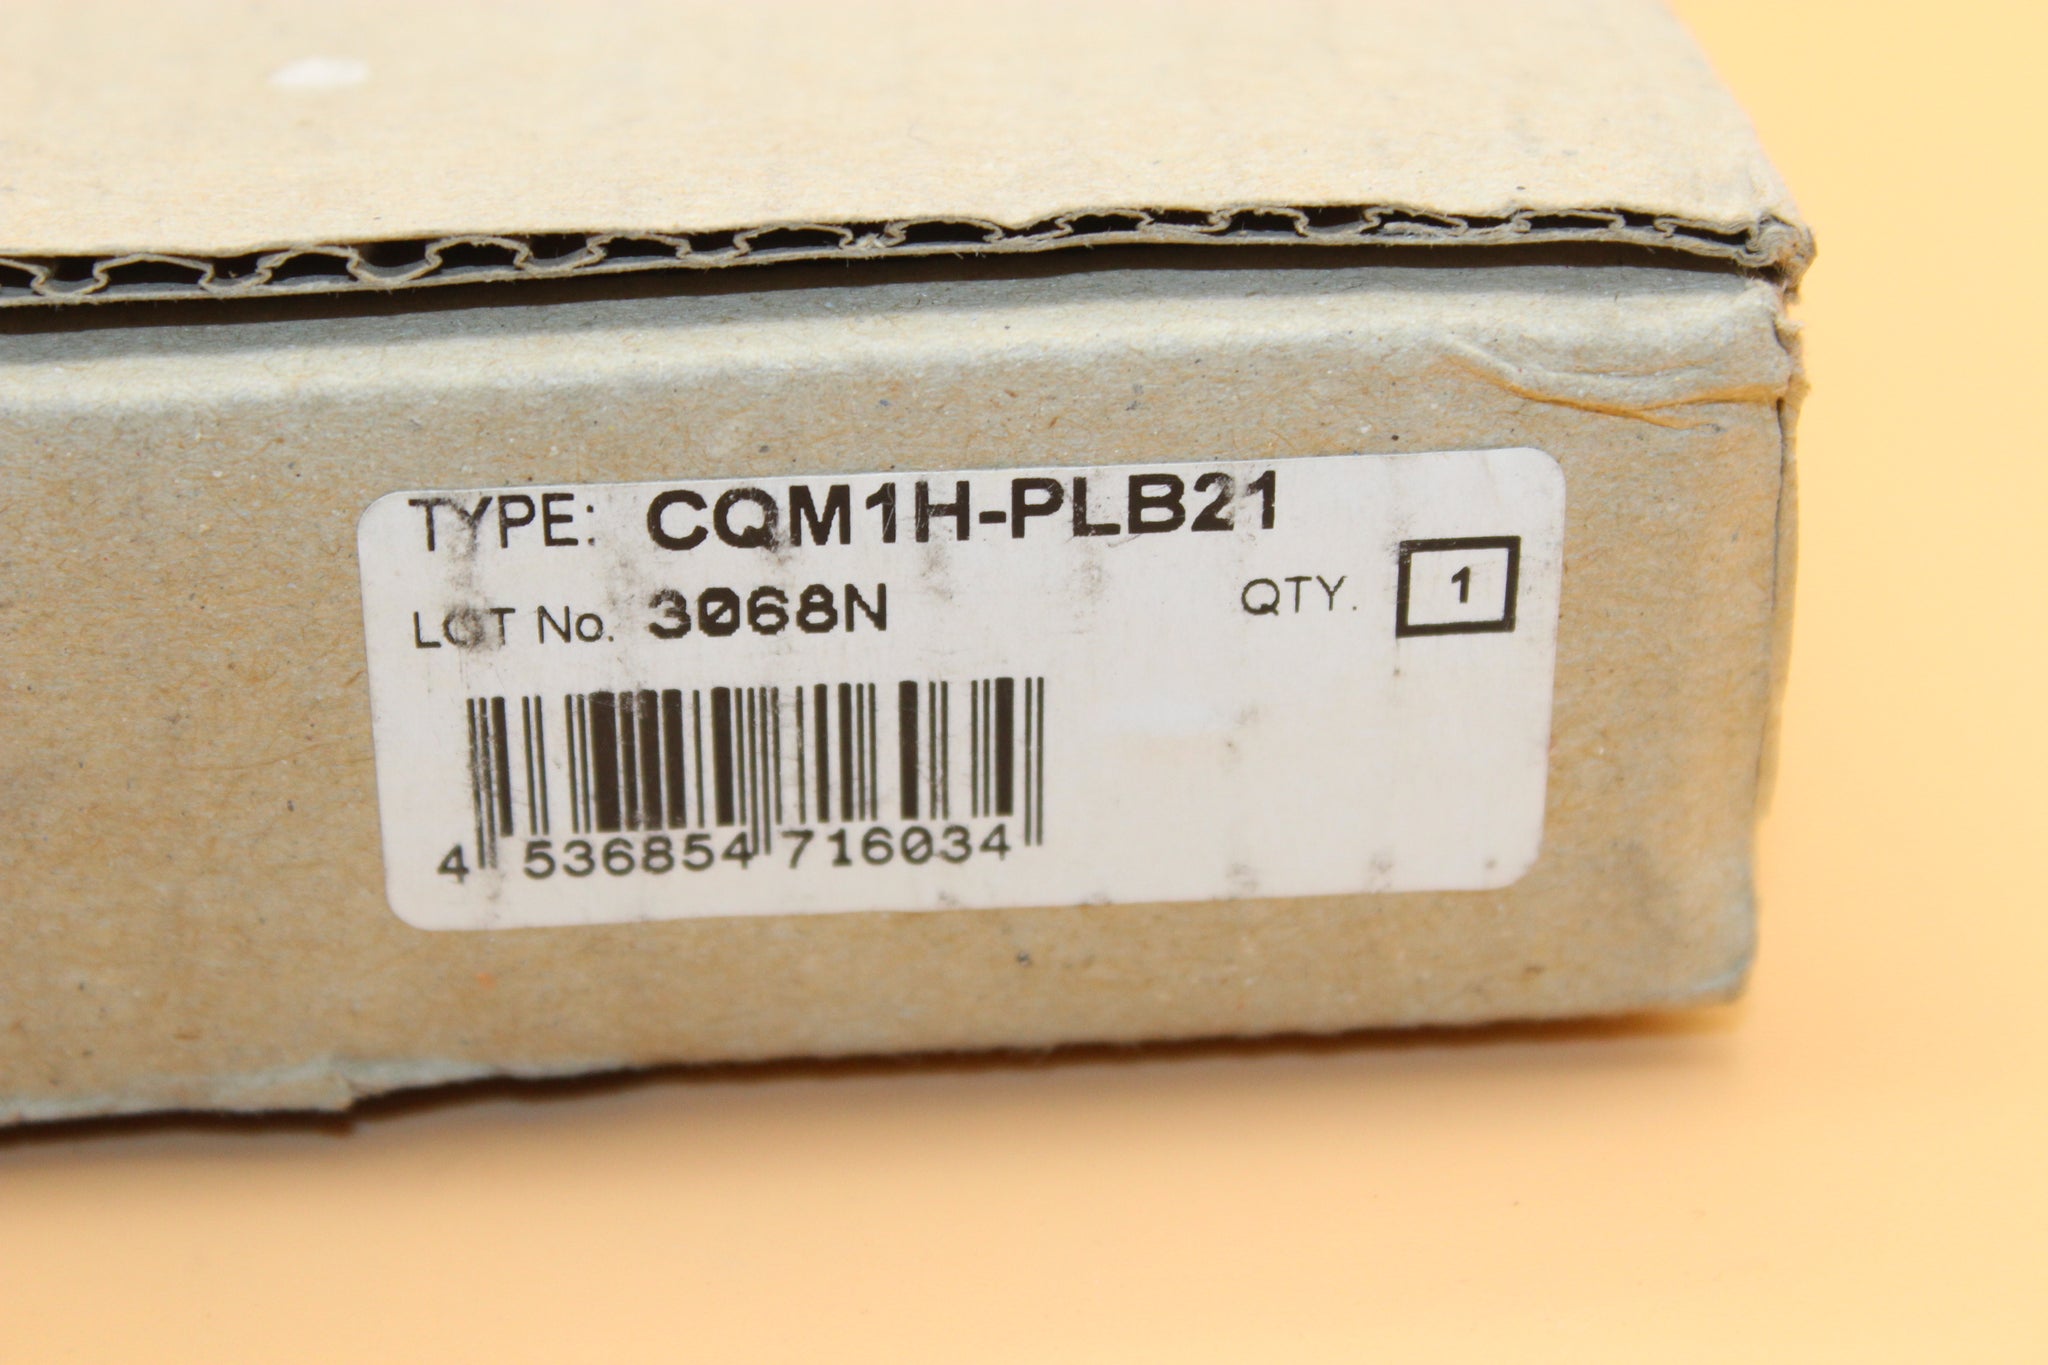 TYPE: CQM1H-PLB21
LOT No. 3068N
QTY. 1
4 536854 716034